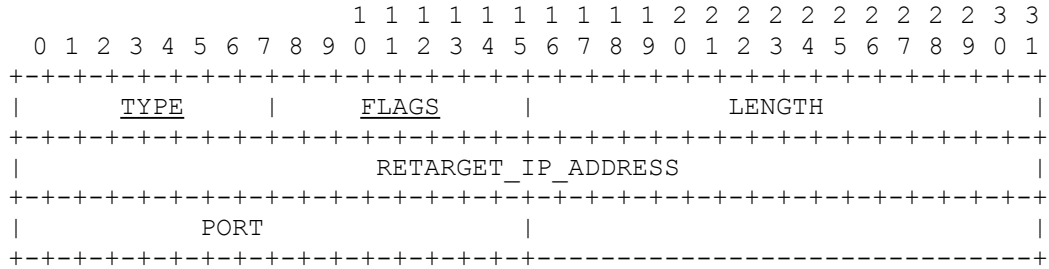 1 1 1 1 1 1 1 1 1 1 2 2 2 2 2 2 2 2 2 2 3 3
0 1 2 3 4 5 6 7 8 9 0 1 2 3 4 5 6 7 8 9 0 1 2 3 4 5 6 7 8 9 0 1
+-+-+-+-+-+-+-+-+-+-+-+-+-+-+-+-+-+-+-+-+-+-+-+-+-+-+-+-+-+-+-+-+
| TYPE | FLAGS | LENGTH |
+-+-+-+-+-+-+-+-+-+-+-+-+-+-+-+-+-+-+-+-+-+-+-+-+-+-+-+-+-+-+-+-+
| RETARGET_IP_ADDRESS |
+-+-+-+-+-+-+-+-+-+-+-+-+-+-+-+-+-+-+-+-+-+-+-+-+-+-+-+-+-+-+-+-+
| PORT | |
+-+-+-+-+-+-+-+-+-+-+-+-+-+-+-+-+-------------------------------+